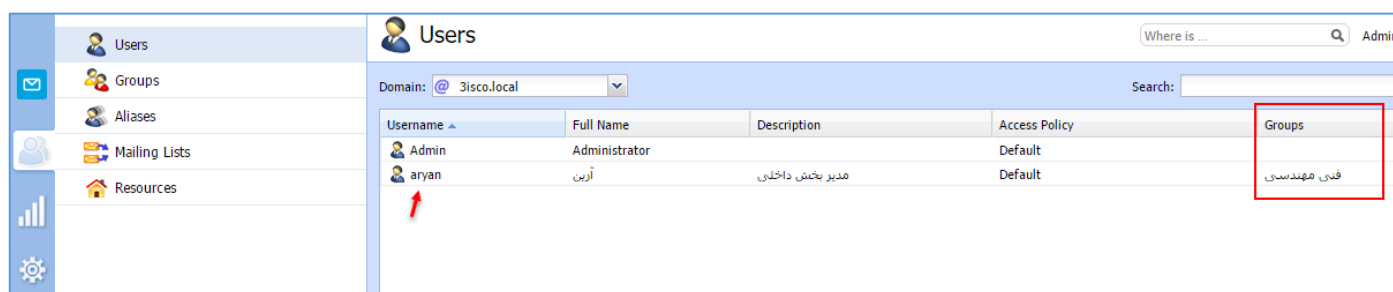 Users
Groups
Aliases
Mailing Lists
Resources
Users
Where is ...
Domain: @ 3isco.local
Search:
Username Full Name Description Access Policy Groups
Admin Administrator Default
aryan آرین مدیر بخش داخلی Default فنی مهندسی